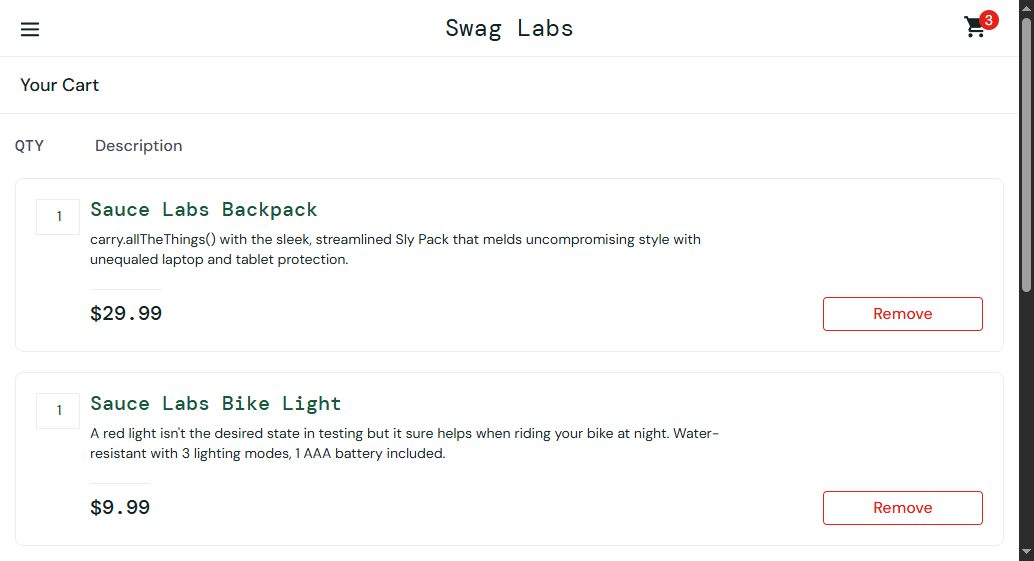 Swag Labs
3
Your Cart
QTY Description
1
Sauce Labs Backpack
carry.allTheThings() with the sleek, streamlined Sly Pack that melds uncompromising style with
unequaled laptop and tablet protection.
$29.99
Remove
1
Sauce Labs Bike Light
A red light isn't the desired state in testing but it sure helps when riding your bike at night. Water-
resistant with 3 lighting modes, 1 AAA battery included.
$9.99
Remove